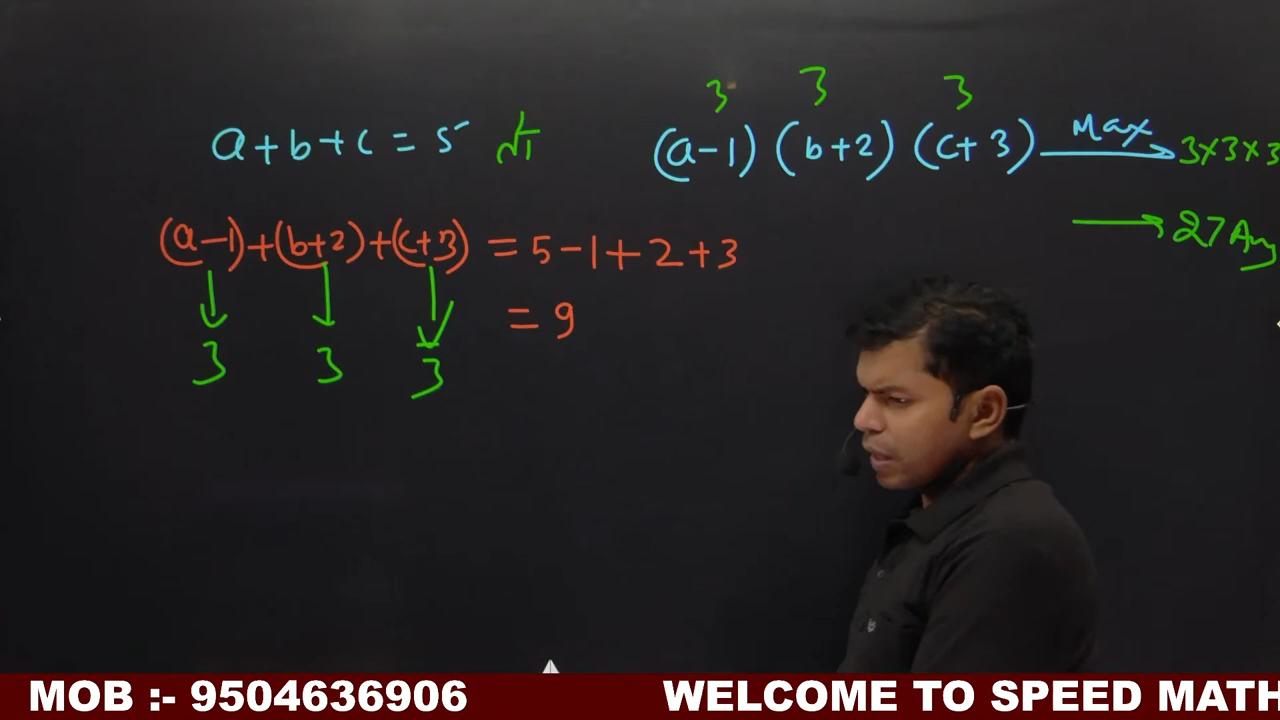 a+b+c = 5 तो
3 3 3
(a-1) (b+2) (c+3) Max → 3×3×3
→ 27 Ans
(a-1)+(b+2)+(c+3) = 5-1+2+3
= 9
3 3 3
MOB :- 9504636906 WELCOME TO SPEED MATH